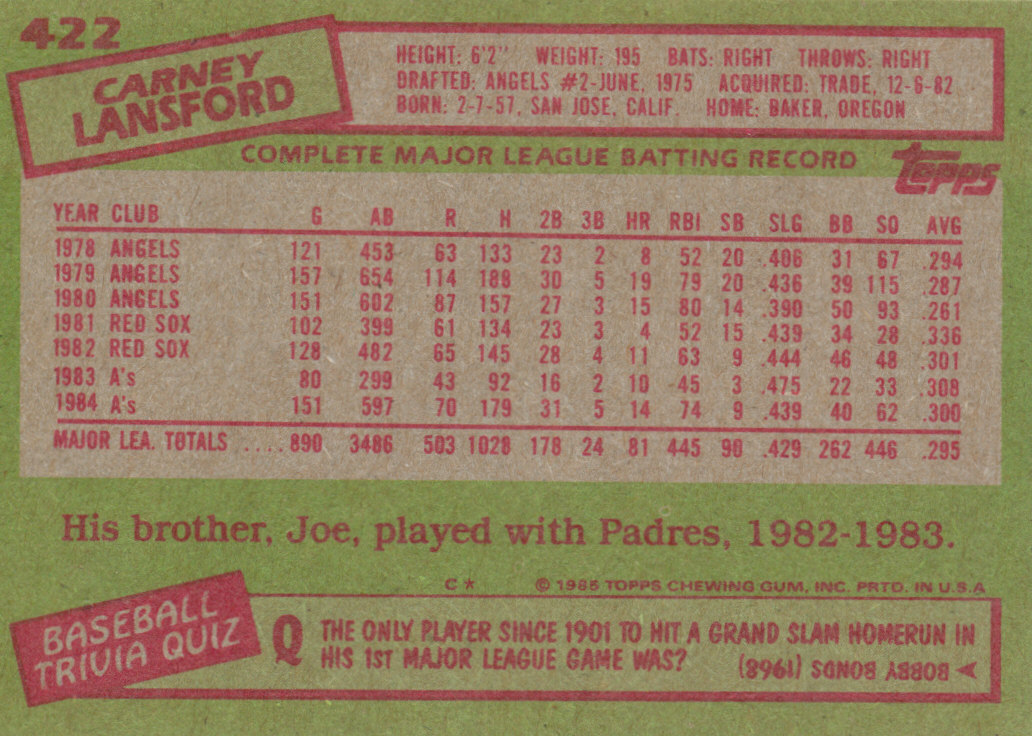 422
CARNEY
LANSFORD
HEIGHT: 6'2" WEIGHT: 195 BATS: RIGHT THROWS: RIGHT
DRAFTED: ANGELS #2-JUNE, 1975 ACQUIRED: TRADE, 12-6-82
BORN: 2-7-57, SAN JOSE, CALIF. HOME: BAKER, OREGON
COMPLETE MAJOR LEAGUE BATTING RECORD
TOPPS
YEAR CLUB G AB R H 2B 3B HR RBI SB SLG BB SO AVG
1978 ANGELS 121 453 63 133 23 2 8 52 20 .406 31 67 .294
1979 ANGELS 157 654 114 188 30 5 19 79 20 .436 39 115 .287
1980 ANGELS 151 602 87 157 27 3 15 80 14 .390 50 93 .261
1981 RED SOX 102 399 61 134 23 3 4 52 15 .439 34 28 .336
1982 RED SOX 128 482 65 145 28 4 11 63 9 .444 46 48 .301
1983 A's 80 299 43 92 16 2 10 45 3 .475 22 33 .308
1984 A's 151 597 70 179 31 5 14 74 9 .439 40 62 .300
MAJOR LEA. TOTALS ....890 3486 503 1028 178 24 81 445 90 .429 262 446 .295
His brother, Joe, played with Padres, 1982-1983.
C* © 1985 TOPPS CHEWING GUM, INC. PRTD. IN U.S.A
BASEBALL
TRIVIA QUIZ
Q THE ONLY PLAYER SINCE 1901 TO HIT A GRAND SLAM HOMERUN IN
HIS 1ST MAJOR LEAGUE GAME WAS?
BOBBY BONDS (1968)